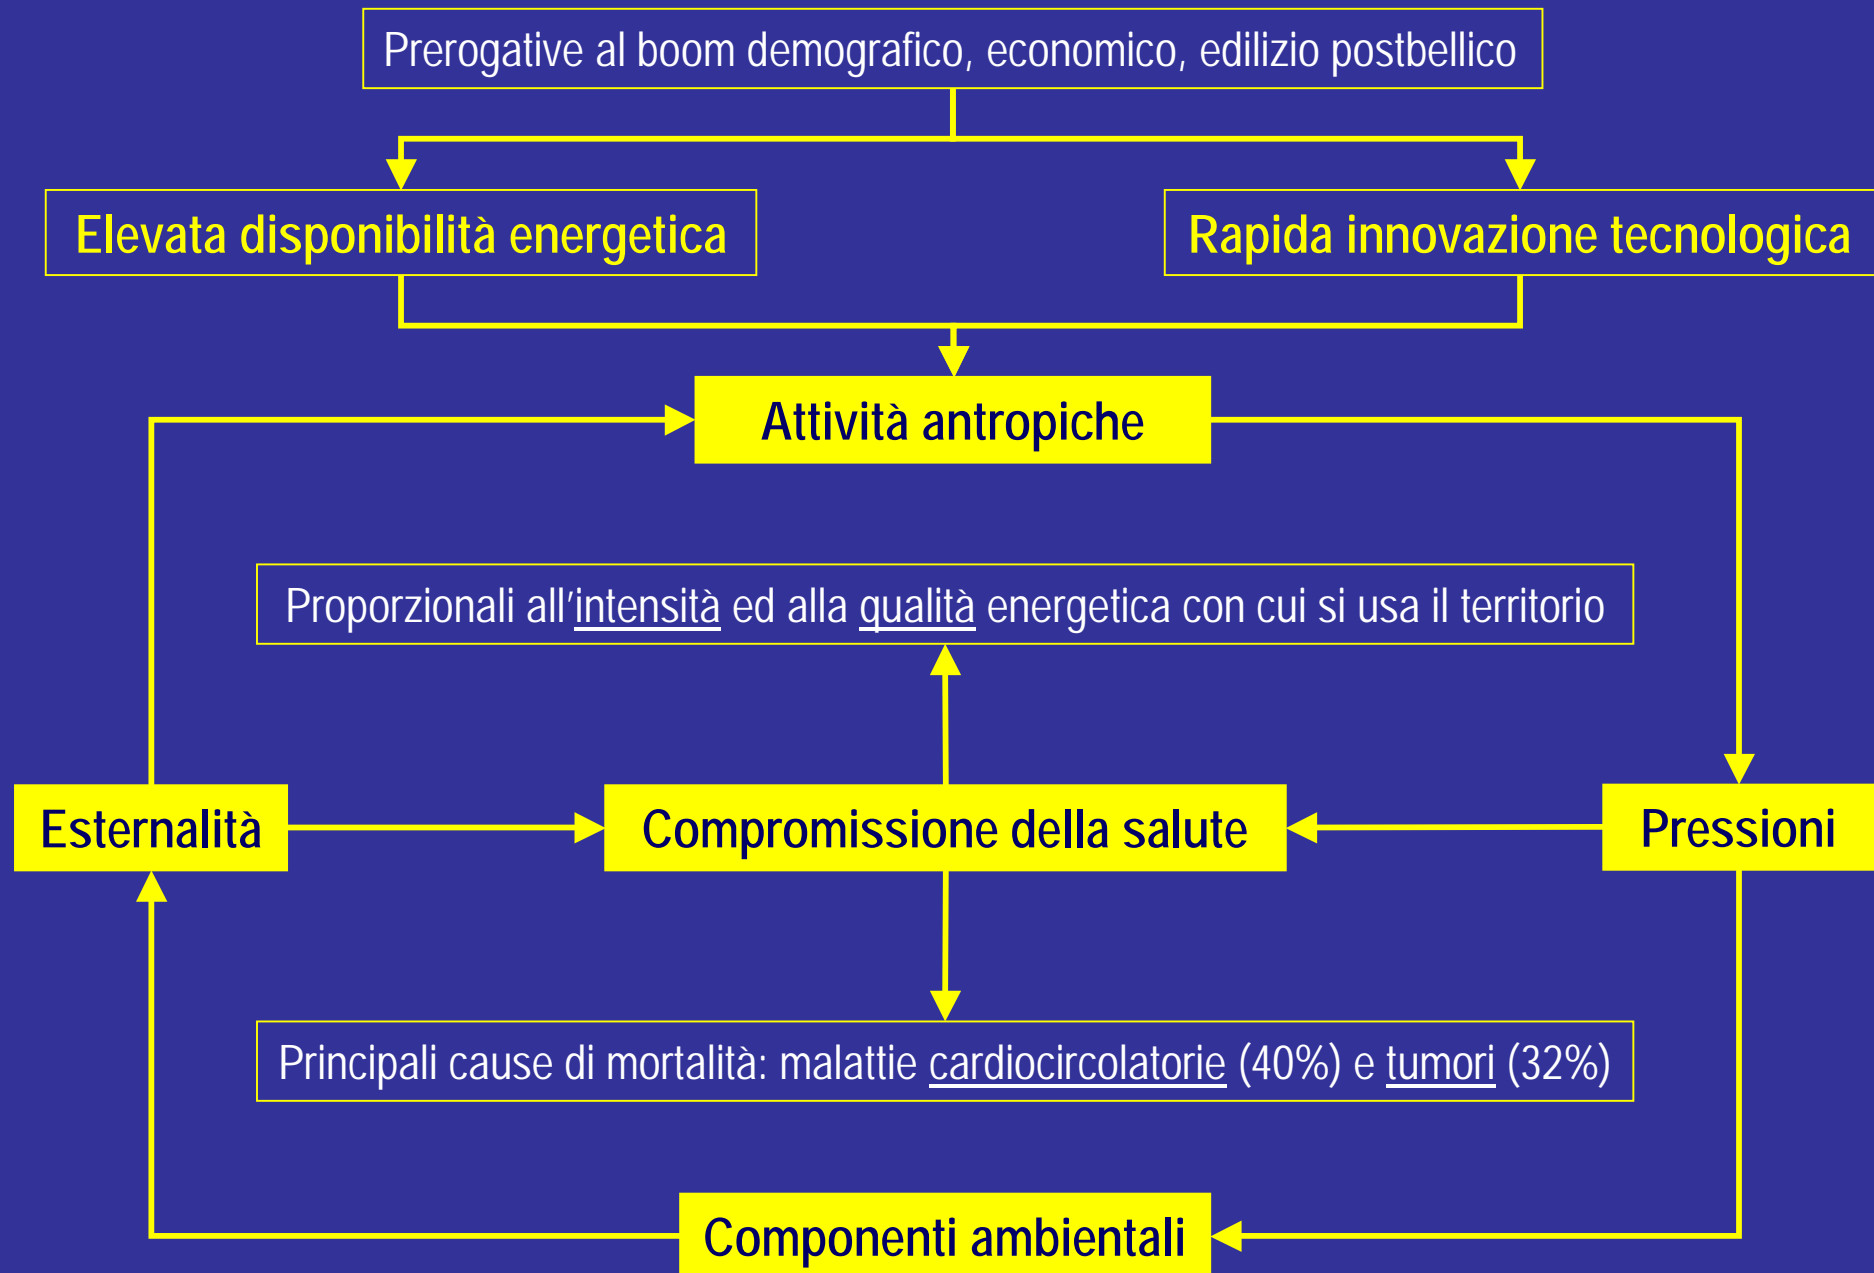 Prerogative al boom demografico, economico, edilizio postbellico
Elevata disponibilità energetica
Rapida innovazione tecnologica
Attività antropiche
Proporzionali all'intensità ed alla qualità energetica con cui si usa il territorio
Esternalità
Compromissione della salute
Pressioni
Principali cause di mortalità: malattie cardiocircolatorie (40%) e tumori (32%)
Componenti ambientali